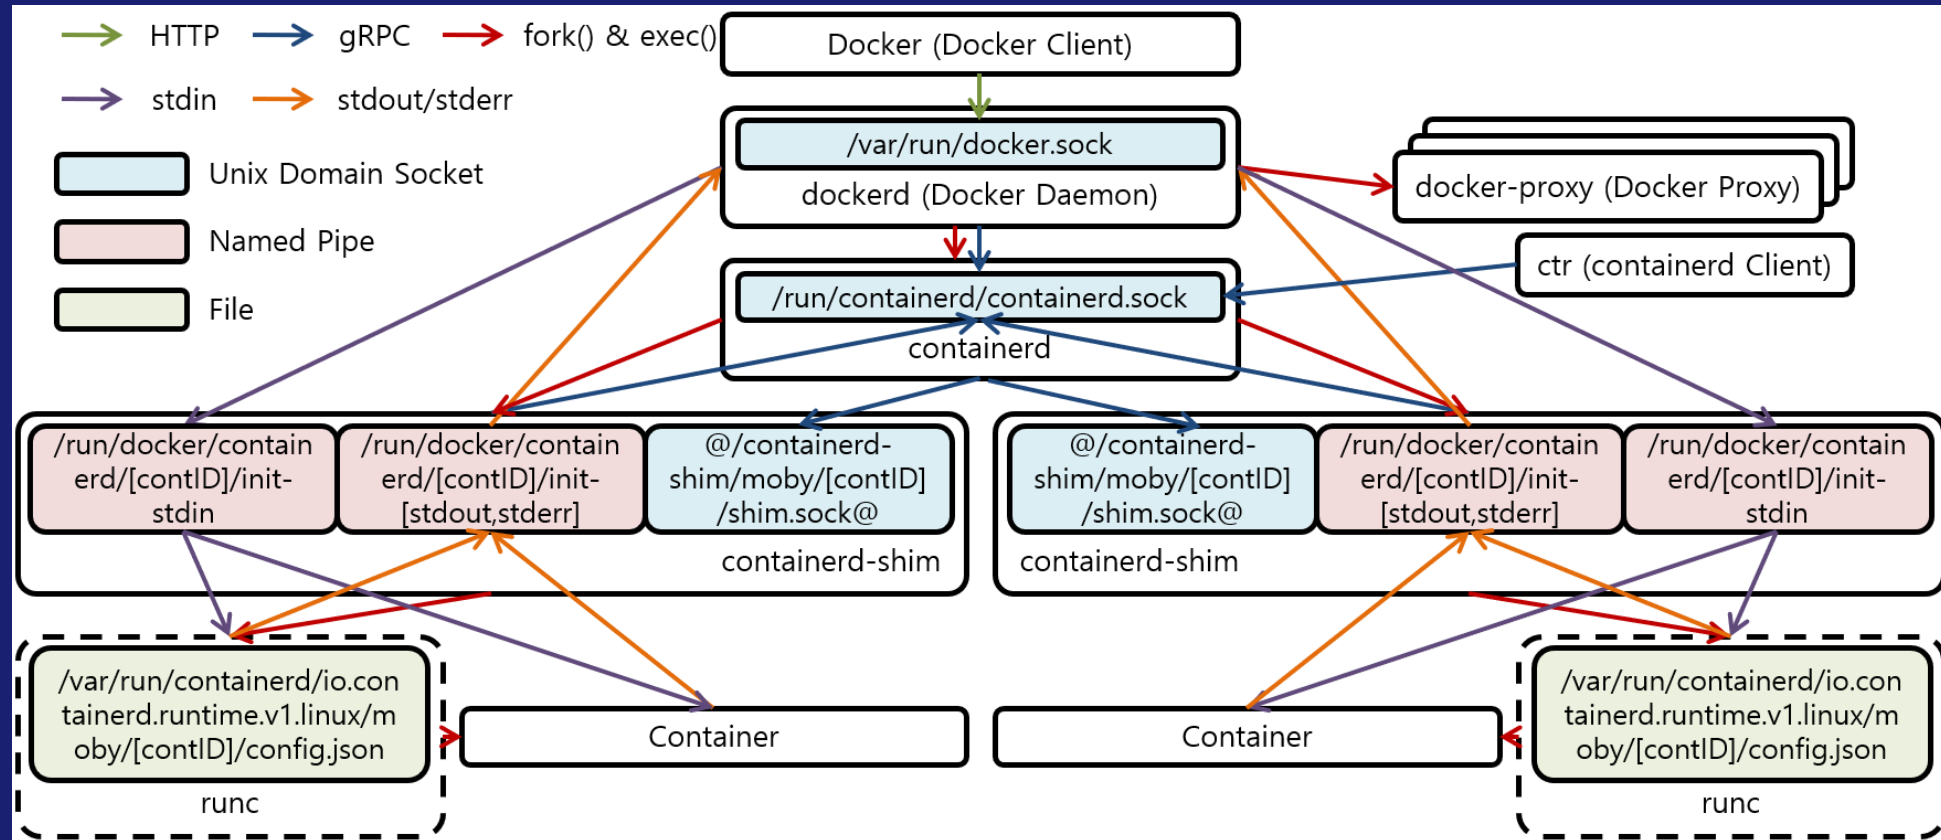 HTTP
gRPC
fork() & exec()
stdin
stdout/stderr
Unix Domain Socket
Named Pipe
File
Docker (Docker Client)
/var/run/docker.sock
dockerd (Docker Daemon)
docker-proxy (Docker Proxy)
ctr (containerd Client)
/run/containerd/containerd.sock
containerd
/run/docker/contain
erd/[contID]/init-
stdin
/run/docker/contain
erd/[contID]/init-
[stdout,stderr]
@/containerd-
shim/moby/[contID]
/shim.sock@
containerd-shim
@/containerd-
shim/moby/[contID]
/shim.sock@
/run/docker/contain
erd/[contID]/init-
[stdout,stderr]
/run/docker/contain
erd/[contID]/init-
stdin
containerd-shim
/var/run/containerd/io.con
tainerd.runtime.v1.linux/m
oby/[contID]/config.json
runc
Container
Container
/var/run/containerd/io.con
tainerd.runtime.v1.linux/m
oby/[contID]/config.json
runc